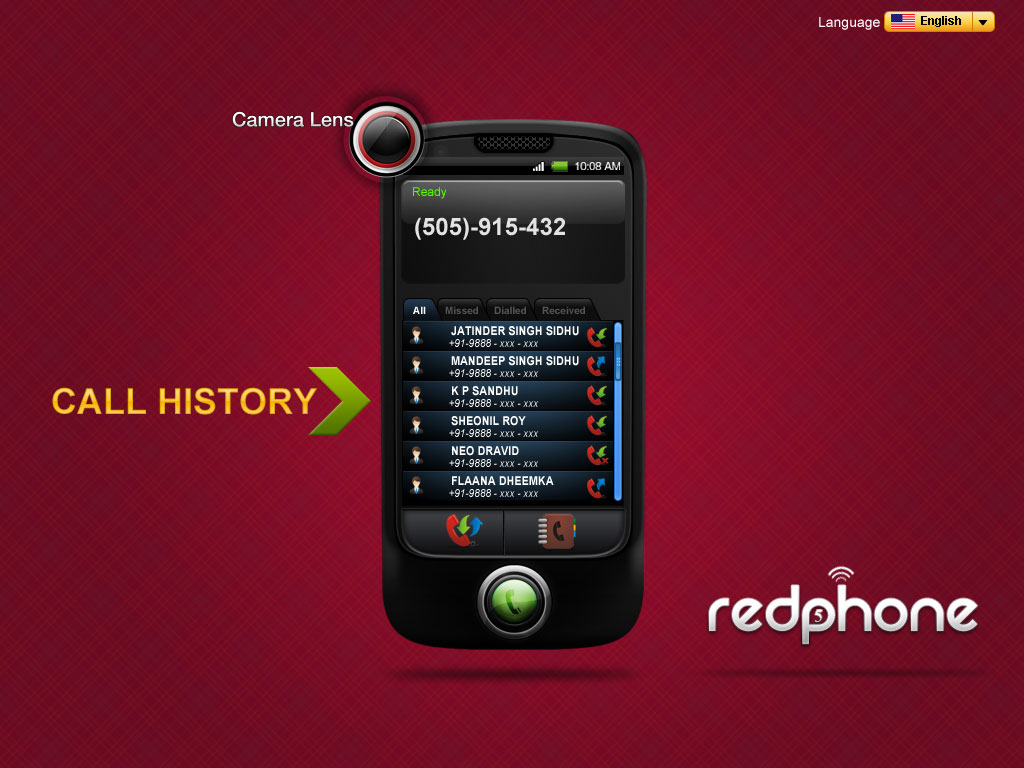 Language English
Camera Lens
10:08 AM
Ready
(505)-915-432
All Missed Dialled Received
JATINDER SINGH SIDHU
+91-9888 - xxx - xxx
MANDEEP SINGH SIDHU
+91-9888 - xxx - xxx
K P SANDHU
+91-9888 - xxx - xxx
CALL HISTORY
SHEONIL ROY
+91-9888 - xxx - xxx
NEO DRAVID
+91-9888 - xxx - xxx
FLAANA DHEEMKA
+91-9888 - xxx - xxx
redphone
5